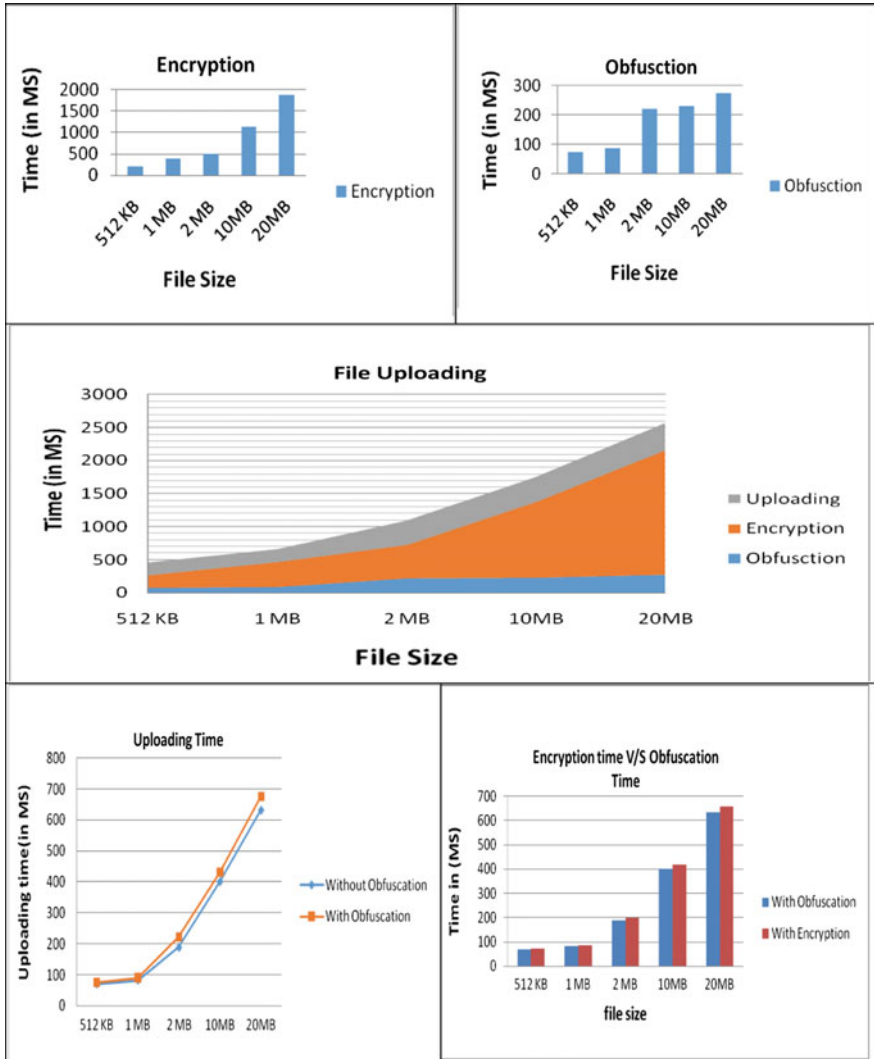 Encryption
Time (in MS)
2000
1500
1000
500
0
512 KB
1 MB
2 MB
10MB
20MB
File Size
Encryption
Obfusction
Time (in MS)
300
200
100
0
512 KB
1 MB
2 MB
10MB
20MB
File Size
Obfusction
File Uploading
Time (in MS)
3000
2500
2000
1500
1000
500
0
512 KB
1 MB
2 MB
10MB
20MB
File Size
Uploading
Encryption
Obfusction
Uploading Time
Uploading time(in MS)
800
700
600
500
400
300
200
100
0
512 KB
1 MB
2 MB
10MB
20MB
Without Obfuscation
With Obfuscation
Encryption time V/S Obfuscation
Time
Time in (MS)
700
600
500
400
300
200
100
0
512 KB
1 MB
2 MB
10MB
20MB
file size
With Obfuscation
With Encryption